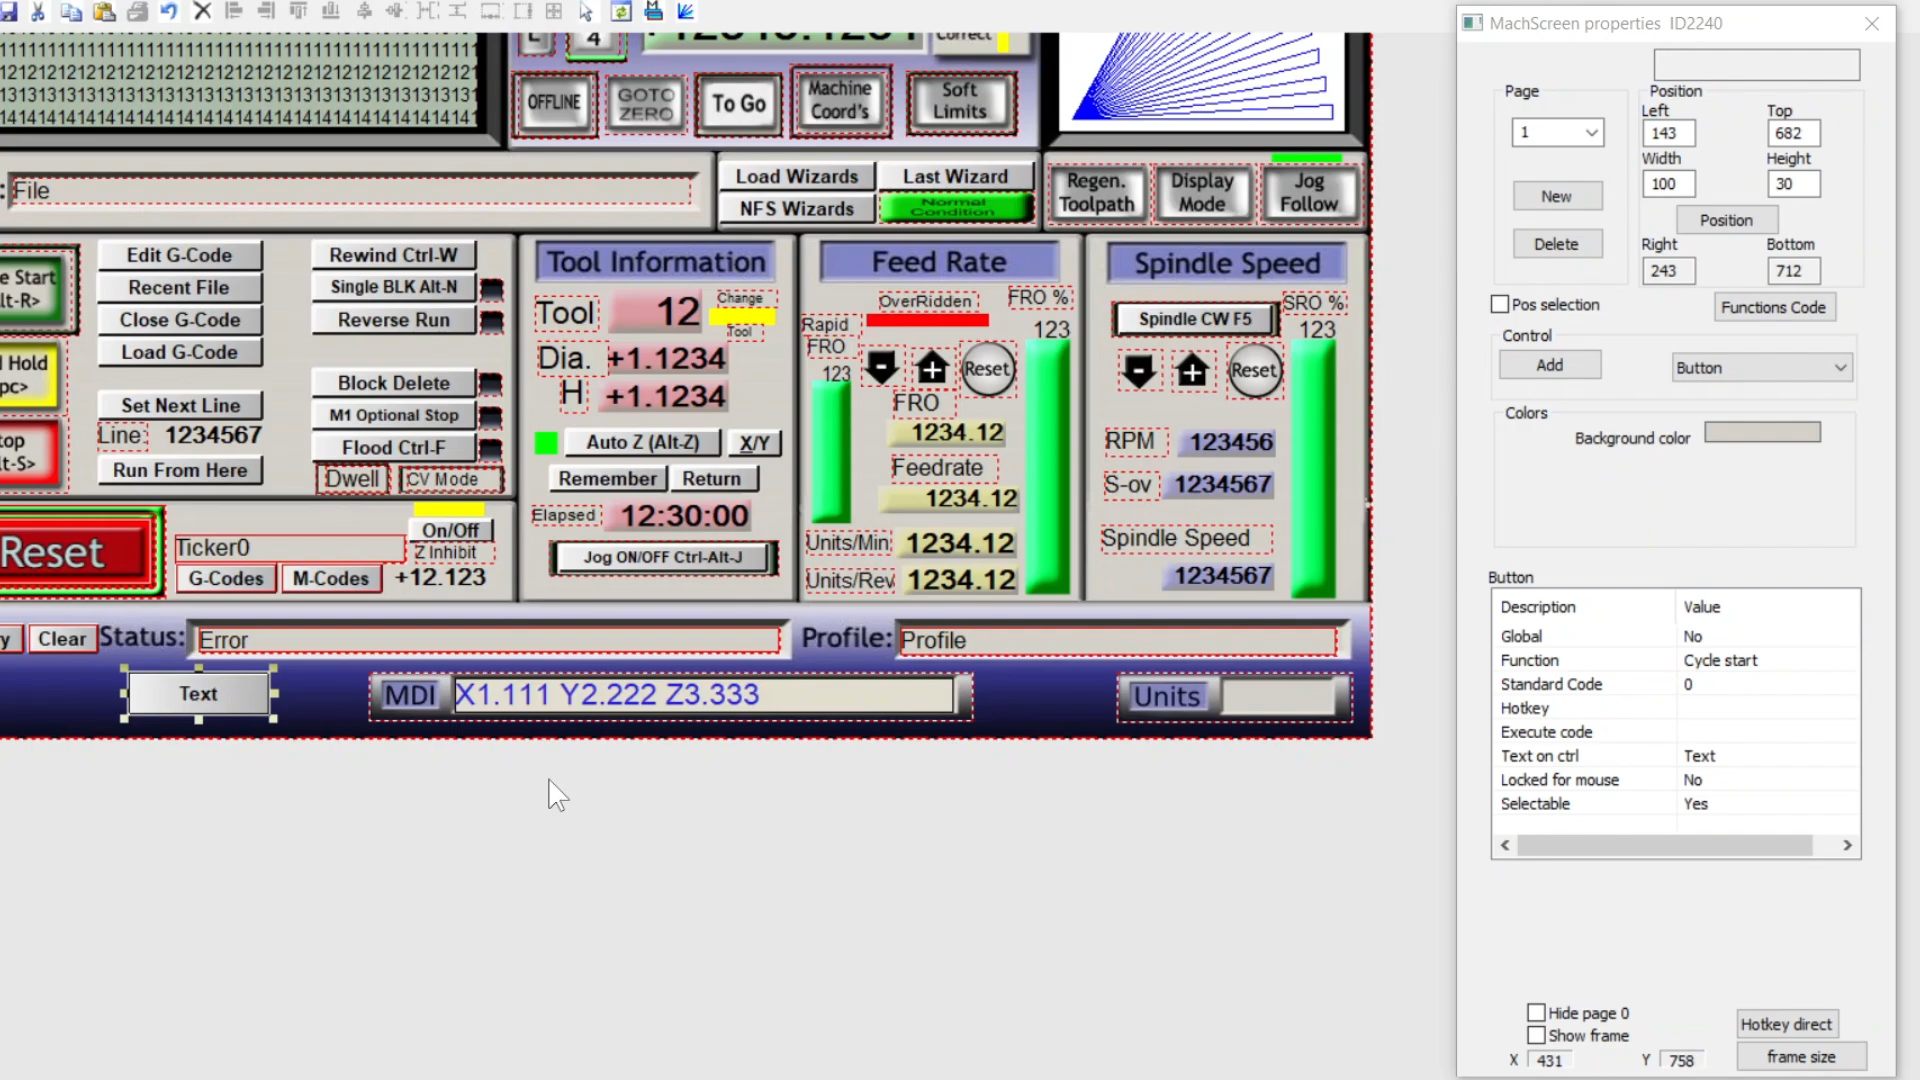 1111111111111111111111111111111111111111
1212121212121212121212121212121212121212
1313131313131313131313131313131313131313
1414141414141414141414141414141414141414
4
Correct
OFFLINE
GOTO
ZERO
To Go
Machine
Coord's
Soft
Limits
File
Load Wizards
Last Wizard
NFS Wizards
Normal
Condition
Regen.
Toolpath
Display
Mode
Jog
Follow
e Start
lt-R>
l Hold
pc>
top
lt-S>
Edit G-Code
Recent File
Close G-Code
Load G-Code
Set Next Line
Line: 1234567
Run From Here
Rewind Ctrl-W
Single BLK Alt-N
Reverse Run
Block Delete
M1 Optional Stop
Flood Ctrl-F
Dwell CV Mode
Tool Information
Tool 12 Change
Tool
Dia. +1.1234
H +1.1234
Auto Z (Alt-Z) X/Y
Remember Return
Elapsed 12:30:00
Jog ON/OFF Ctrl-Alt-J
Feed Rate
OverRidden FRO %
Rapid
FRO
123
123
Reset
FRO
1234.12
Feedrate
1234.12
Units/Min 1234.12
Units/Rev 1234.12
Spindle Speed
Spindle CW F5
SRO %
123
Reset
RPM 123456
S-ov 1234567
Spindle Speed
1234567
Reset
Ticker0
G-Codes M-Codes
On/Off
Z Inhibit
+12.123
y Clear Status: Error
Profile: Profile
Text
MDI X1.111 Y2.222 Z3.333
Units
MachScreen properties ID2240
Page
1
New
Delete
Position
Left Top
143 682
Width Height
100 30
Position
Right Bottom
243 712
Pos selection
Functions Code
Control
Add
Button
Colors
Background color
Button
Description Value
Global No
Function Cycle start
Standard Code 0
Hotkey
Execute code
Text on ctrl Text
Locked for mouse No
Selectable Yes
Hide page 0
Show frame
Hotkey direct
X 431 Y 758
frame size